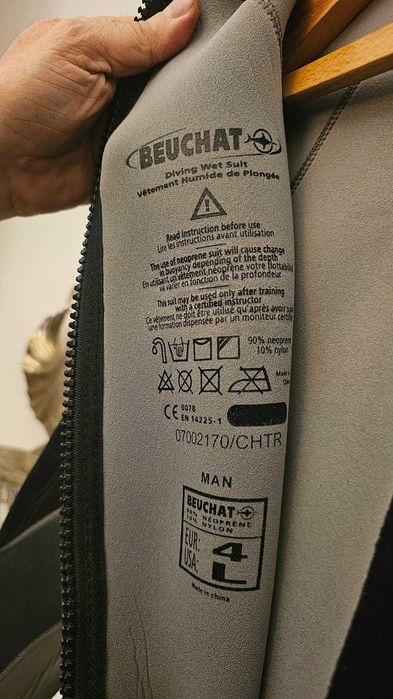 BEUCHAT
Diving Wet Suit
Vêtement Humide de Plongée
Read instruction before use
Lire les instructions avant utilisation
The use of neoprene suit will cause change
in buoyancy depending of the depth
En utilisant un vêtement néoprène votre flottabilité
va varier en fonction de la profondeur
This suit may be used only after training
with a certified instructor
Ce vêtement ne doit être utilisé qu'après avoir suivi
une formation dispensée par un moniteur certifié
90% neoprene
10% nylon
Made in
CE 0078
EN 14225-1
07002170/CHTR
MAN
BEUCHAT
90% NÉOPRÈNE
10% NYLON
EUR: 4
USA: L
Made in china